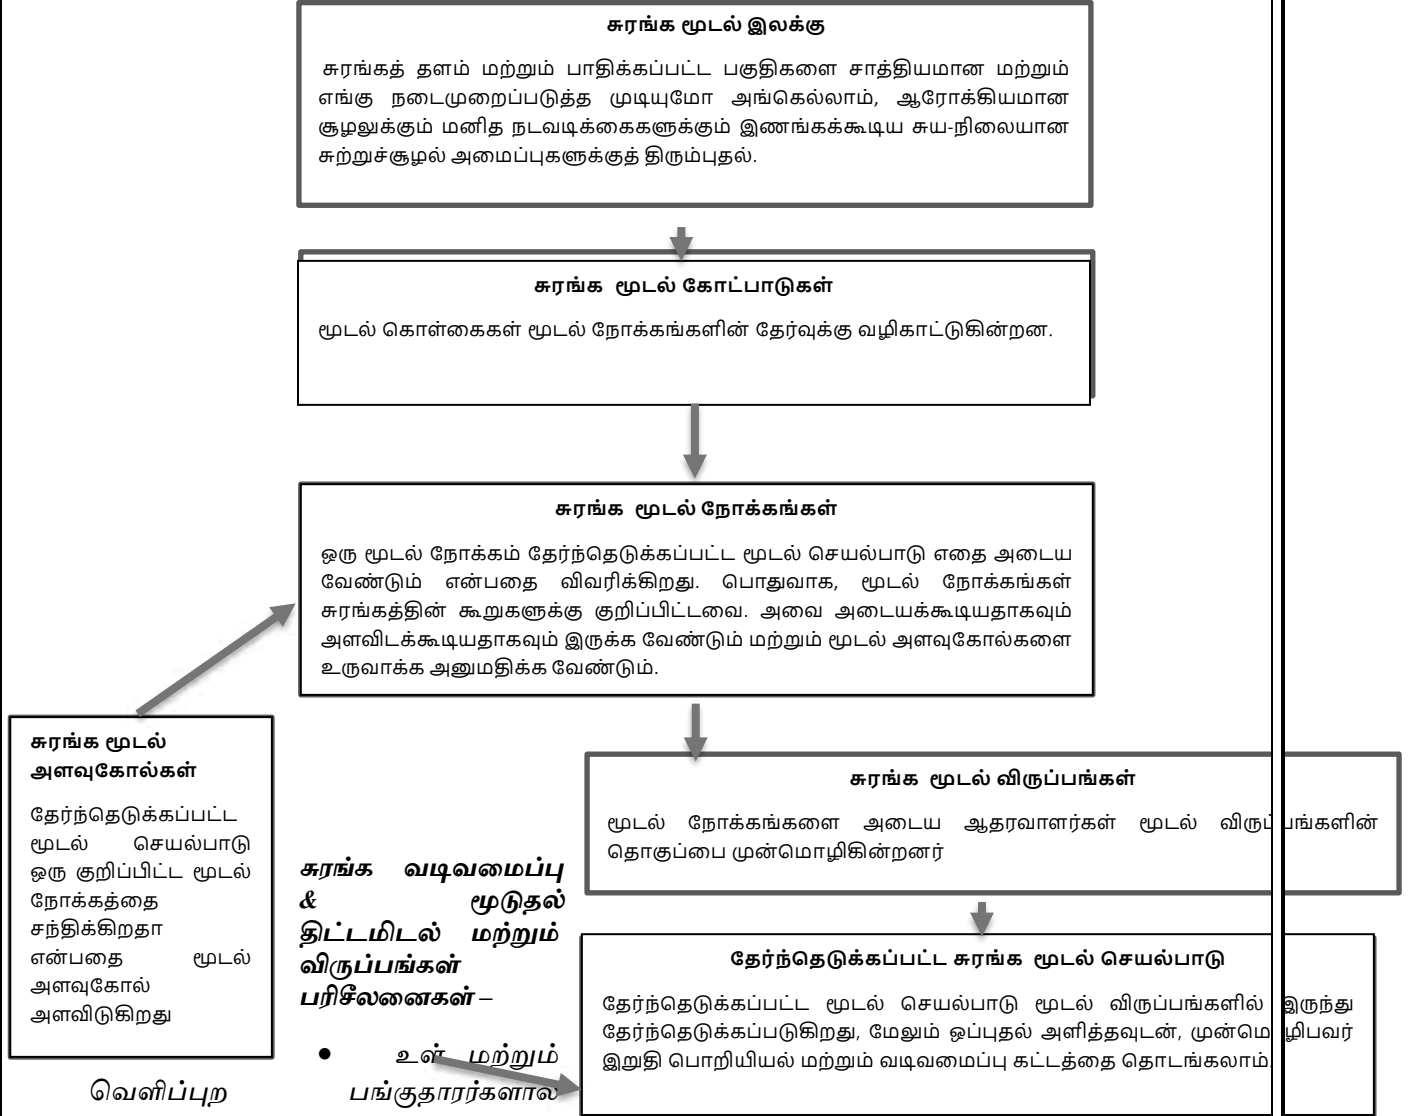 சுரங்க மூடல் இலக்கு
சுரங்கத் தளம் மற்றும் பாதிக்கப்பட்ட பகுதிகளை சாத்தியமான மற்றும்
எங்கு நடைமுறைப்படுத்த முடியுமோ அங்கெல்லாம், ஆரோக்கியமான
சூழலுக்கும் மனித நடவடிக்கைகளுக்கும் இணங்கக்கூடிய சுய-நிலையான
சுற்றுச்சூழல் அமைப்புகளுக்குத் திரும்புதல்.
சுரங்க மூடல் கோட்பாடுகள்
மூடல் கொள்கைகள் மூடல் நோக்கங்களின் தேர்வுக்கு வழிகாட்டுகின்றன.
சுரங்க மூடல் நோக்கங்கள்
ஒரு மூடல் நோக்கம் தேர்ந்தெடுக்கப்பட்ட மூடல் செயல்பாடு எதை அடைய
வேண்டும் என்பதை விவரிக்கிறது. பொதுவாக, மூடல் நோக்கங்கள்
சுரங்கத்தின் கூறுகளுக்கு குறிப்பிட்டவை. அவை அடையக்கூடியதாகவும்
அளவிடக்கூடியதாகவும் இருக்க வேண்டும் மற்றும் மூடல் அளவுகோல்களை
உருவாக்க அனுமதிக்க வேண்டும்.
சுரங்க மூடல்
அளவுகோல்கள்
தேர்ந்தெடுக்கப்பட்ட
மூடல் செயல்பாடு
ஒரு குறிப்பிட்ட மூடல்
நோக்கத்தை
சந்திக்கிறதா
என்பதை மூடல்
அளவுகோல்
அளவிடுகிறது
சுரங்க மூடல் விருப்பங்கள்
மூடல் நோக்கங்களை அடைய ஆதரவாளர்கள் மூடல் விருப்பங்களின்
தொகுப்பை முன்மொழிகின்றனர்
சுரங்க வடிவமைப்பு
& மூடுதல்
திட்டமிடல் மற்றும்
விருப்பங்கள்
பரிசீலனைகள் –
• உள் மற்றும்
வெளிப்புற பங்குதாரர்களால்
தேர்ந்தெடுக்கப்பட்ட சுரங்க மூடல் செயல்பாடு
தேர்ந்தெடுக்கப்பட்ட மூடல் செயல்பாடு மூடல் விருப்பங்களில் இருந்து
தேர்ந்தெடுக்கப்படுகிறது, மேலும் ஒப்புதல் அளித்தவுடன், முன்மொழிபவர்
இறுதி பொறியியல் மற்றும் வடிவமைப்பு கட்டத்தை தொடங்கலாம்.